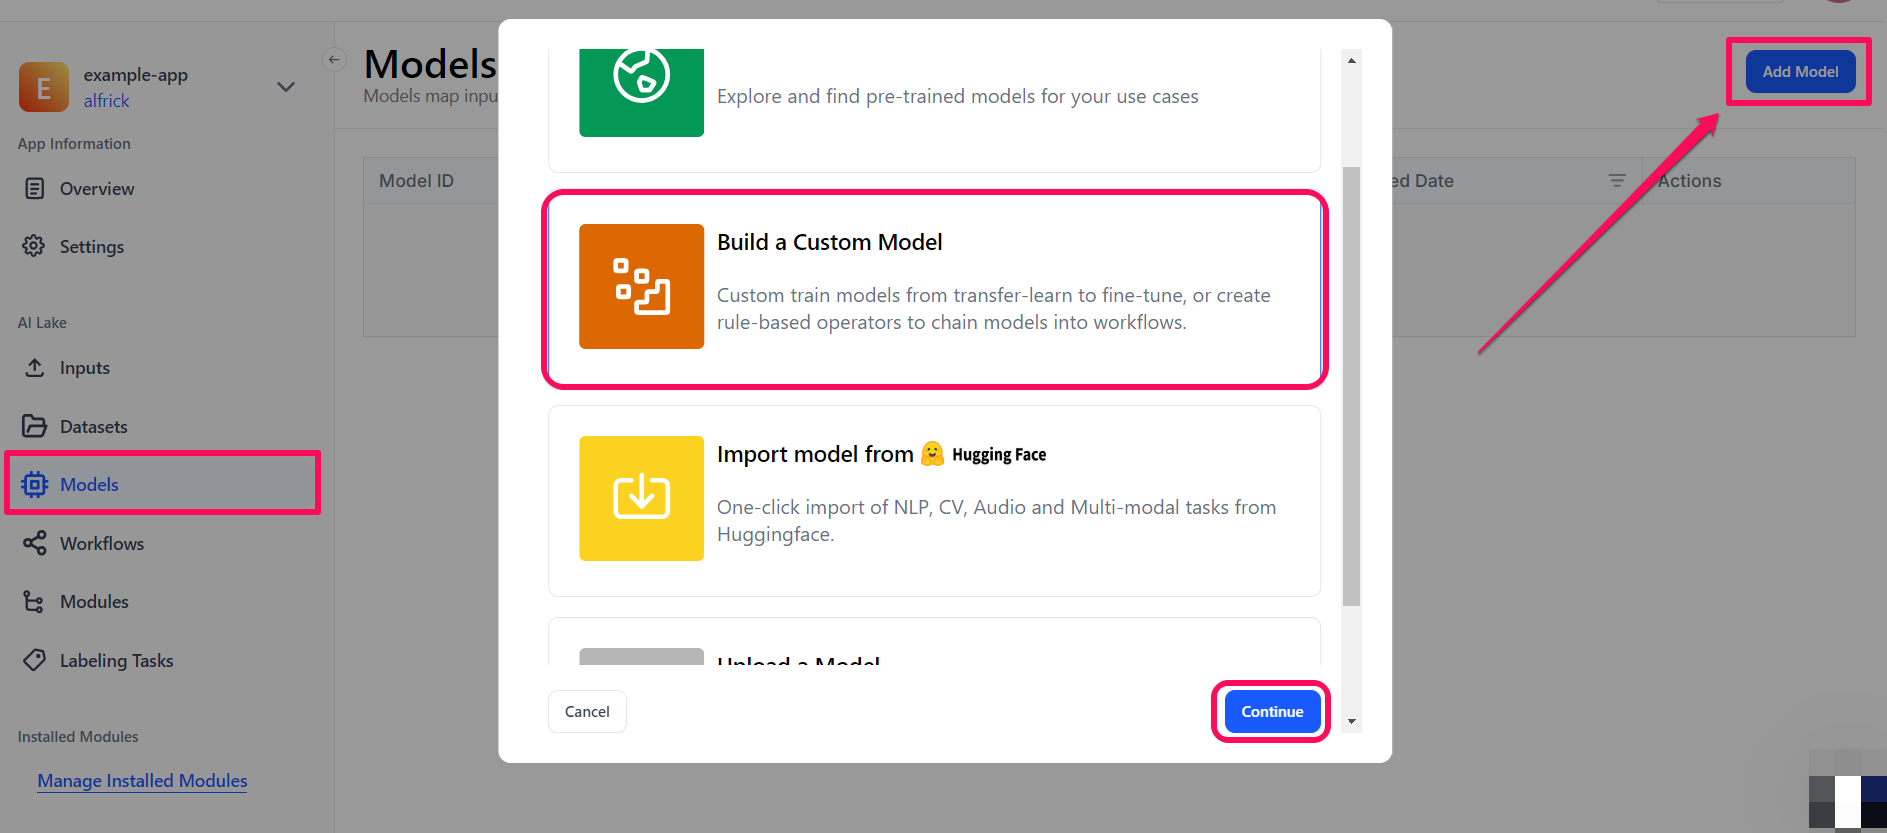 E
example-app
alfrick
App Information
Overview
Settings
AI Lake
Inputs
Datasets
Models
Workflows
Modules
Labeling Tasks
Installed Modules
Manage Installed Modules
Models
Models map inpu
Add Model
Model ID
ed Date
Actions
Explore and find pre-trained models for your use cases
Build a Custom Model
Custom train models from transfer-learn to fine-tune, or create
rule-based operators to chain models into workflows.
Import model from 🤗 Hugging Face
One-click import of NLP, CV, Audio and Multi-modal tasks from
Huggingface.
Upload a Model
Cancel
Continue